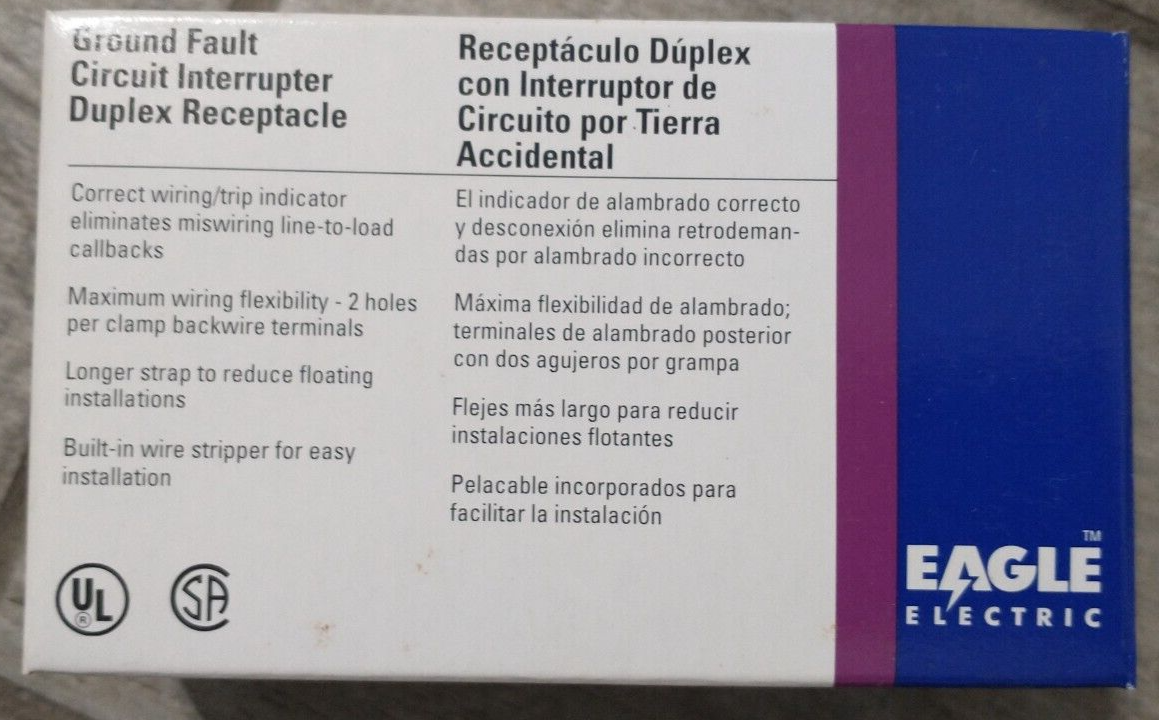 Ground Fault
Circuit Interrupter
Duplex Receptacle
Correct wiring/trip indicator
eliminates miswiring line-to-load
callbacks
Maximum wiring flexibility - 2 holes
per clamp backwire terminals
Longer strap to reduce floating
installations
Built-in wire stripper for easy
installation
UL
®
SA
Receptáculo Dúplex
con Interruptor de
Circuito por Tierra
Accidental
El indicador de alambrado correcto
y desconexión elimina retrodeman-
das por alambrado incorrecto
Máxima flexibilidad de alambrado;
terminales de alambrado posterior
con dos agujeros por grampa
Flejes más largo para reducir
instalaciones flotantes
Pelacable incorporados para
facilitar la instalación
EAGLE™
ELECTRIC